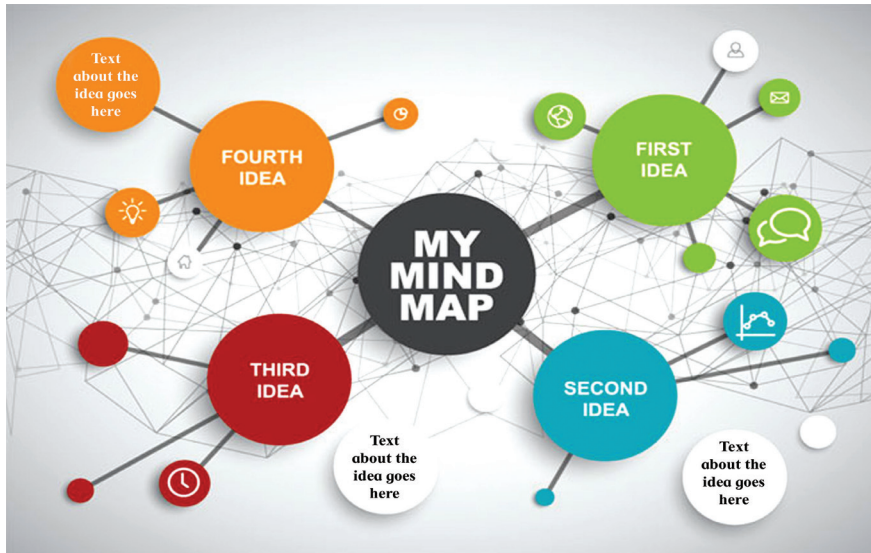 Text
about the
idea goes
here
FOURTH
IDEA
FIRST
IDEA
MY
MIND
MAP
THIRD
IDEA
SECOND
IDEA
Text
about the
idea goes
here
Text
about the
idea goes
here